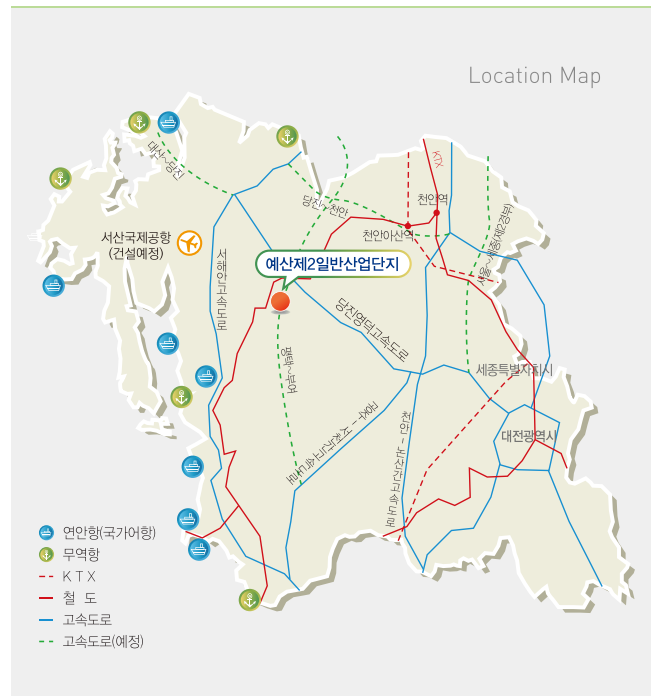 Location Map
대산~당진
KTX
당진~천안
천안역
천안아산역
서울~세종(제2경부)
서산국제공항
(건설예정)
서해안고속도로
예산제2일반산업단지
당진영덕고속도로
평택~부여
세종특별자치시
공주~서천간고속도로
천안~논산간고속도로
대전광역시
연안항(국가어항)
무역항
K T X
철 도
고속도로
고속도로(예정)